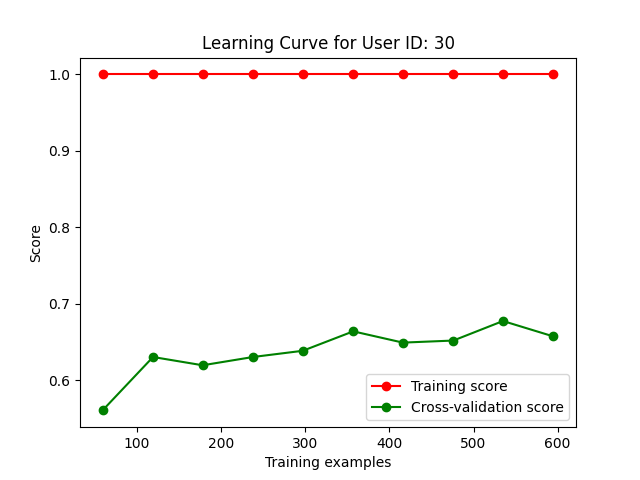 Learning Curve for User ID: 30
1.0
0.9
0.8
0.7
0.6
Score
100
200
300
400
500
600
Training examples
Training score
Cross-validation score